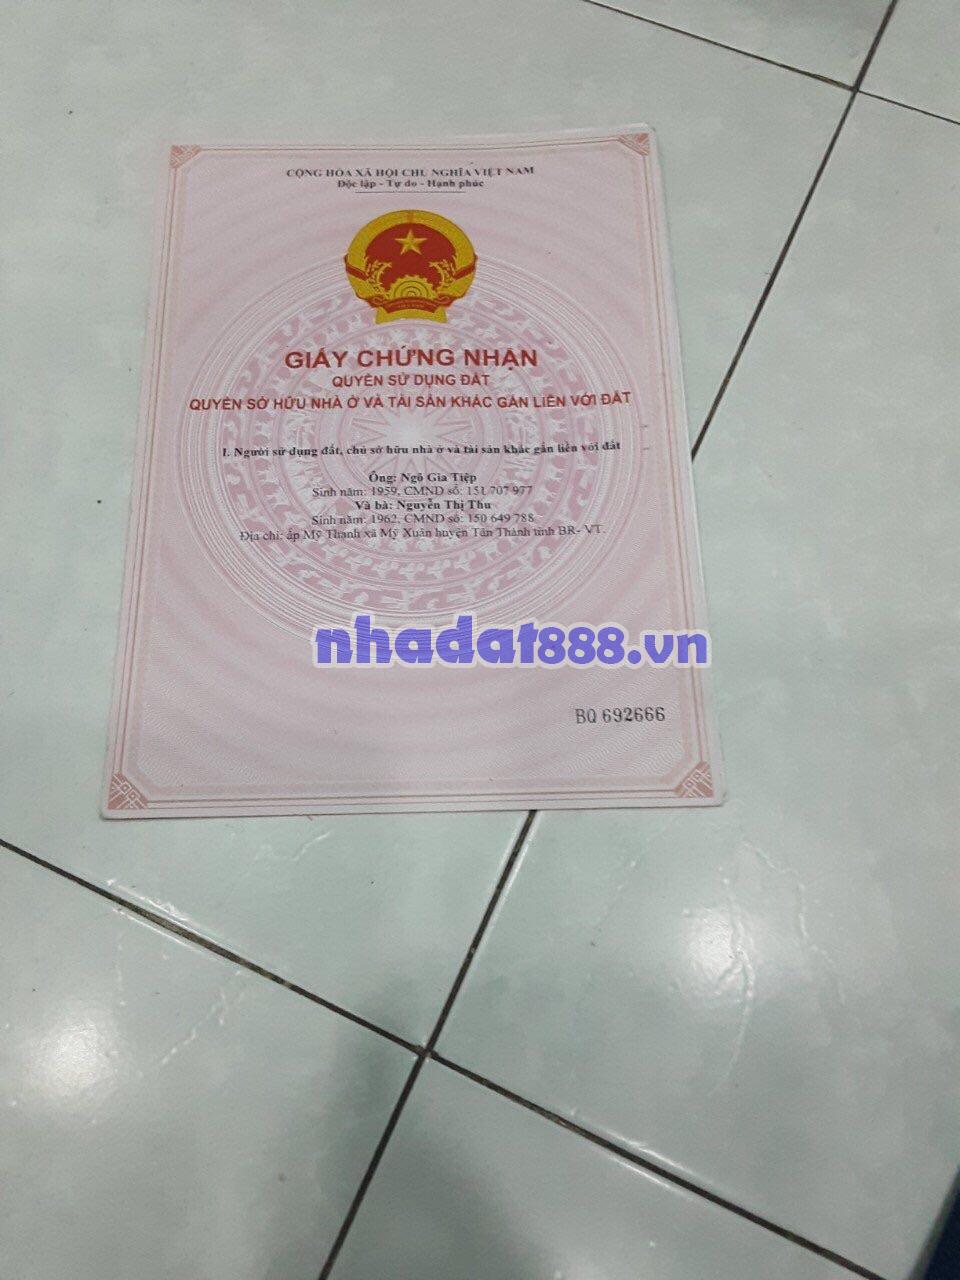 CỘNG HÒA XÃ HỘI CHỦ NGHĨA VIỆT NAM
Độc lập - Tự do - Hạnh phúc
GIẤY CHỨNG NHẬN
QUYỀN SỬ DỤNG ĐẤT
QUYỀN SỞ HỮU NHÀ Ở VÀ TÀI SẢN KHÁC GẮN LIỀN VỚI ĐẤT
I. Người sử dụng đất, chủ sở hữu nhà ở và tài sản khác gắn liền với đất
Ông: Ngô Gia Tiệp
Sinh năm: 1959, CMND số: 151 707 977
Và bà: Nguyễn Thị Thu
Sinh năm: 1962, CMND số: 150 649 788
Địa chỉ: ấp Mỹ Thạnh xã Mỹ Xuân huyện Tân Thành tỉnh BR- VT.
nhadat888.vn
BQ 692666